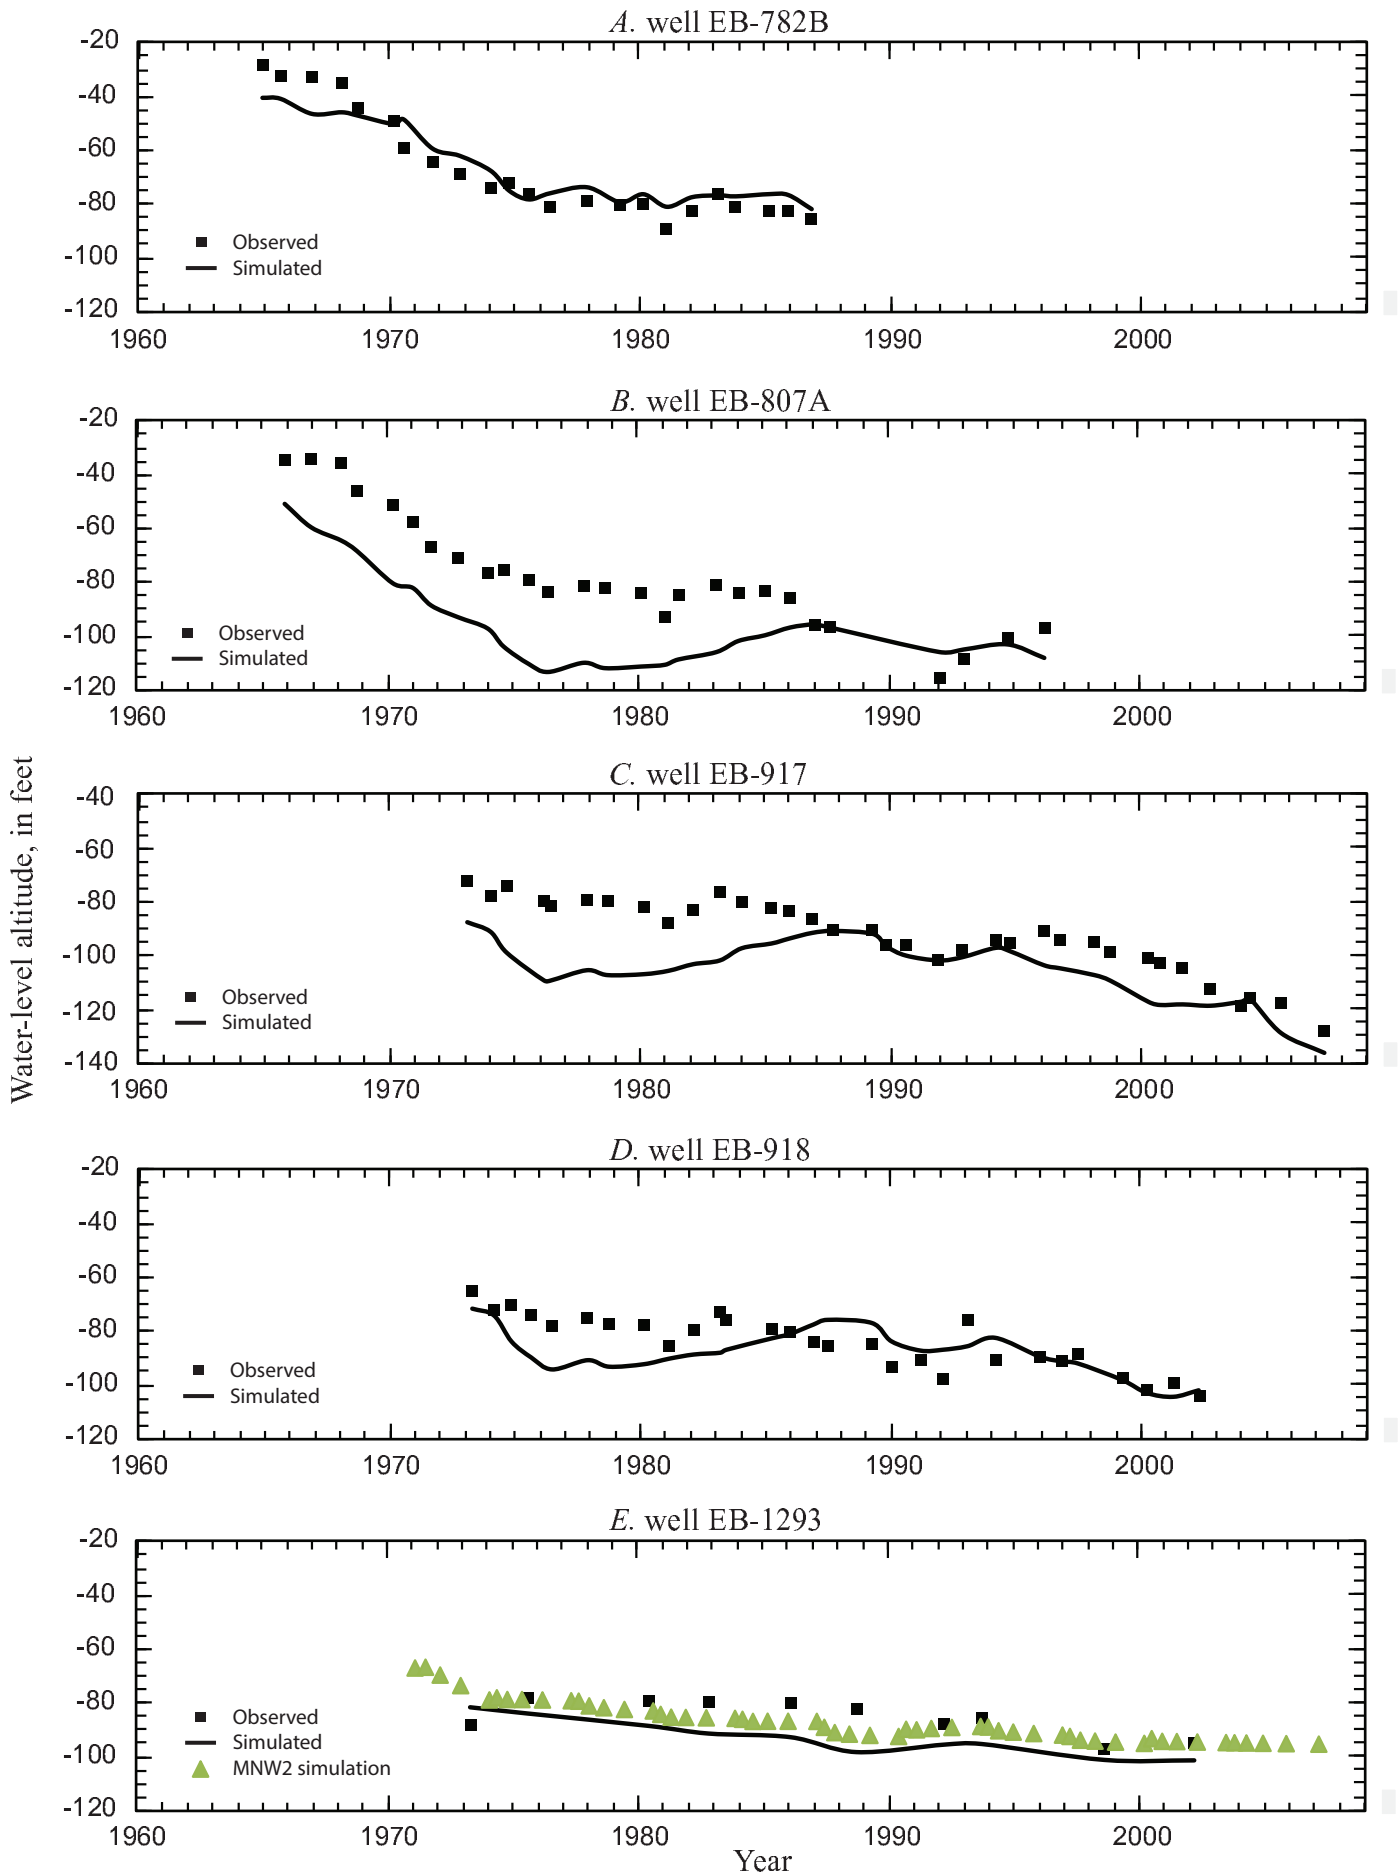 A. well EB-782B
-20
-40
-60
-80
-100
-120
Observed
Simulated
1960 1970 1980 1990 2000
B. well EB-807A
-20
-40
-60
-80
-100
-120
Observed
Simulated
1960 1970 1980 1990 2000
Water-level altitude, in feet
C. well EB-917
-40
-60
-80
-100
-120
-140
Observed
Simulated
1960 1970 1980 1990 2000
D. well EB-918
-20
-40
-60
-80
-100
-120
Observed
Simulated
1960 1970 1980 1990 2000
E. well EB-1293
-20
-40
-60
-80
-100
-120
Observed
Simulated
MNW2 simulation
1960 1970 1980 1990 2000
Year